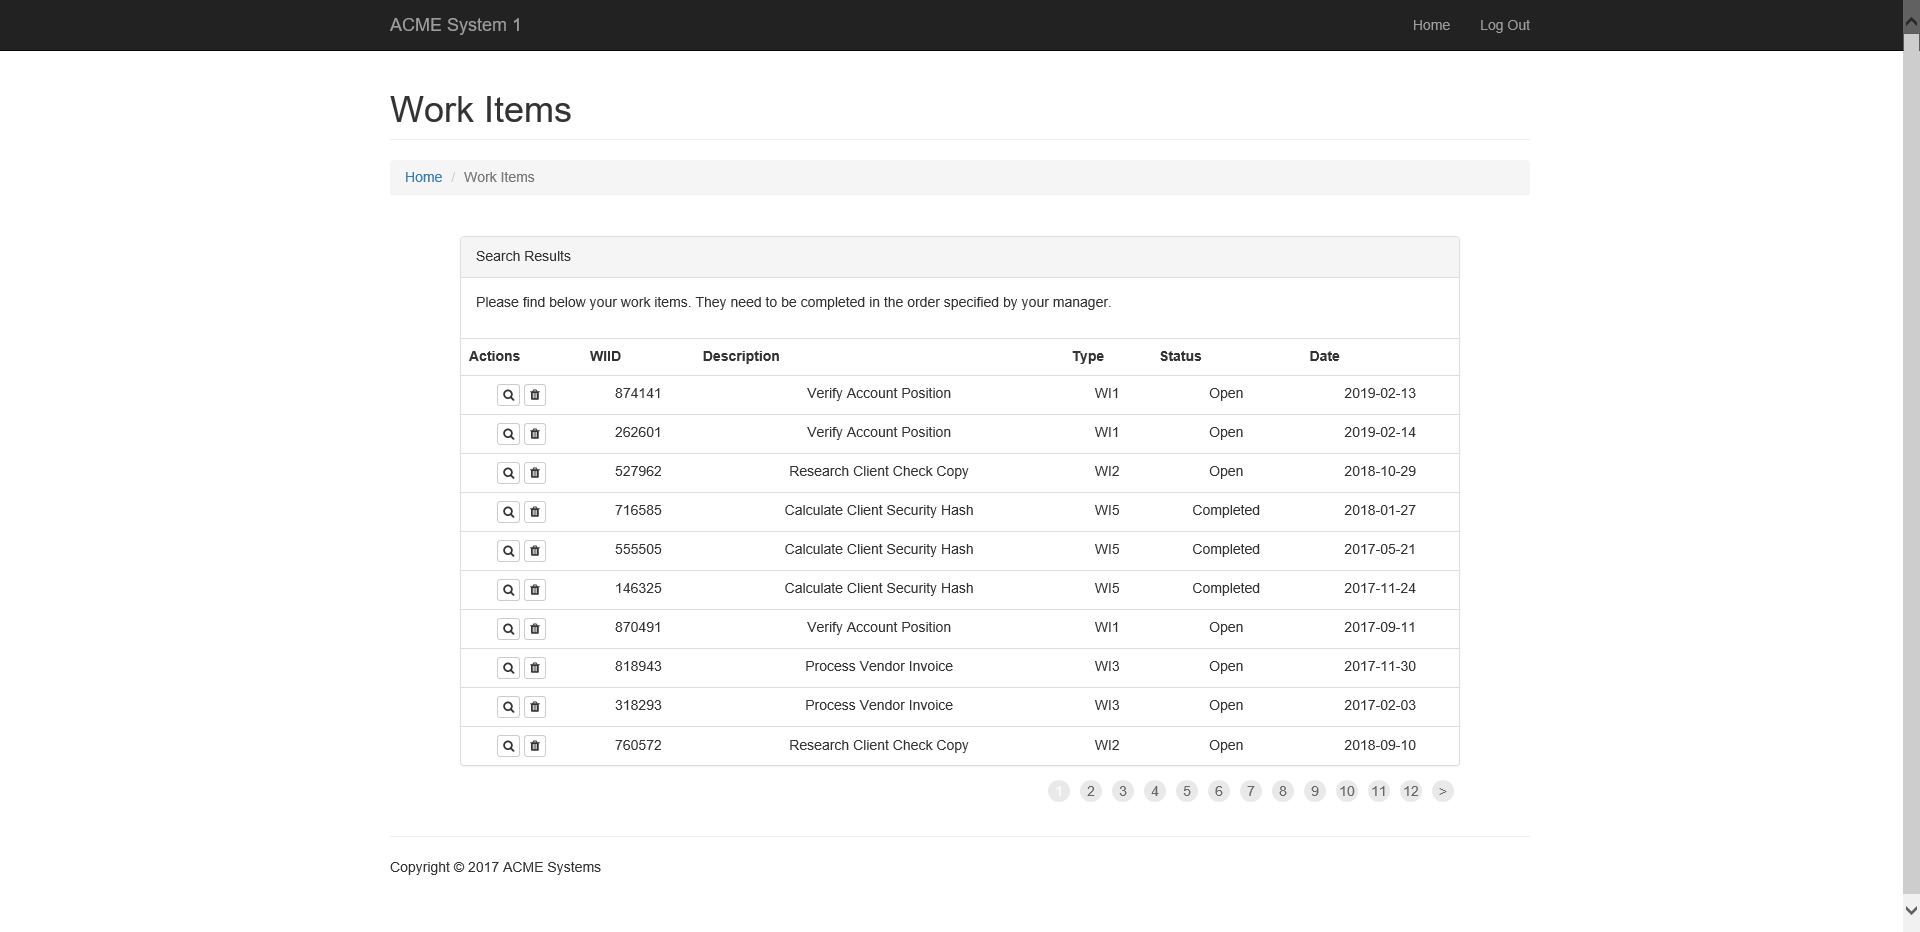 ACME System 1 Home Log Out
Work Items
Home / Work Items
Search Results
Please find below your work items. They need to be completed in the order specified by your manager.
Actions WIID Description Type Status Date
874141 Verify Account Position WI1 Open 2019-02-13
262601 Verify Account Position WI1 Open 2019-02-14
527962 Research Client Check Copy WI2 Open 2018-10-29
716585 Calculate Client Security Hash WI5 Completed 2018-01-27
555505 Calculate Client Security Hash WI5 Completed 2017-05-21
146325 Calculate Client Security Hash WI5 Completed 2017-11-24
870491 Verify Account Position WI1 Open 2017-09-11
818943 Process Vendor Invoice WI3 Open 2017-11-30
318293 Process Vendor Invoice WI3 Open 2017-02-03
760572 Research Client Check Copy WI2 Open 2018-09-10
1 2 3 4 5 6 7 8 9 10 11 12 >
Copyright © 2017 ACME Systems